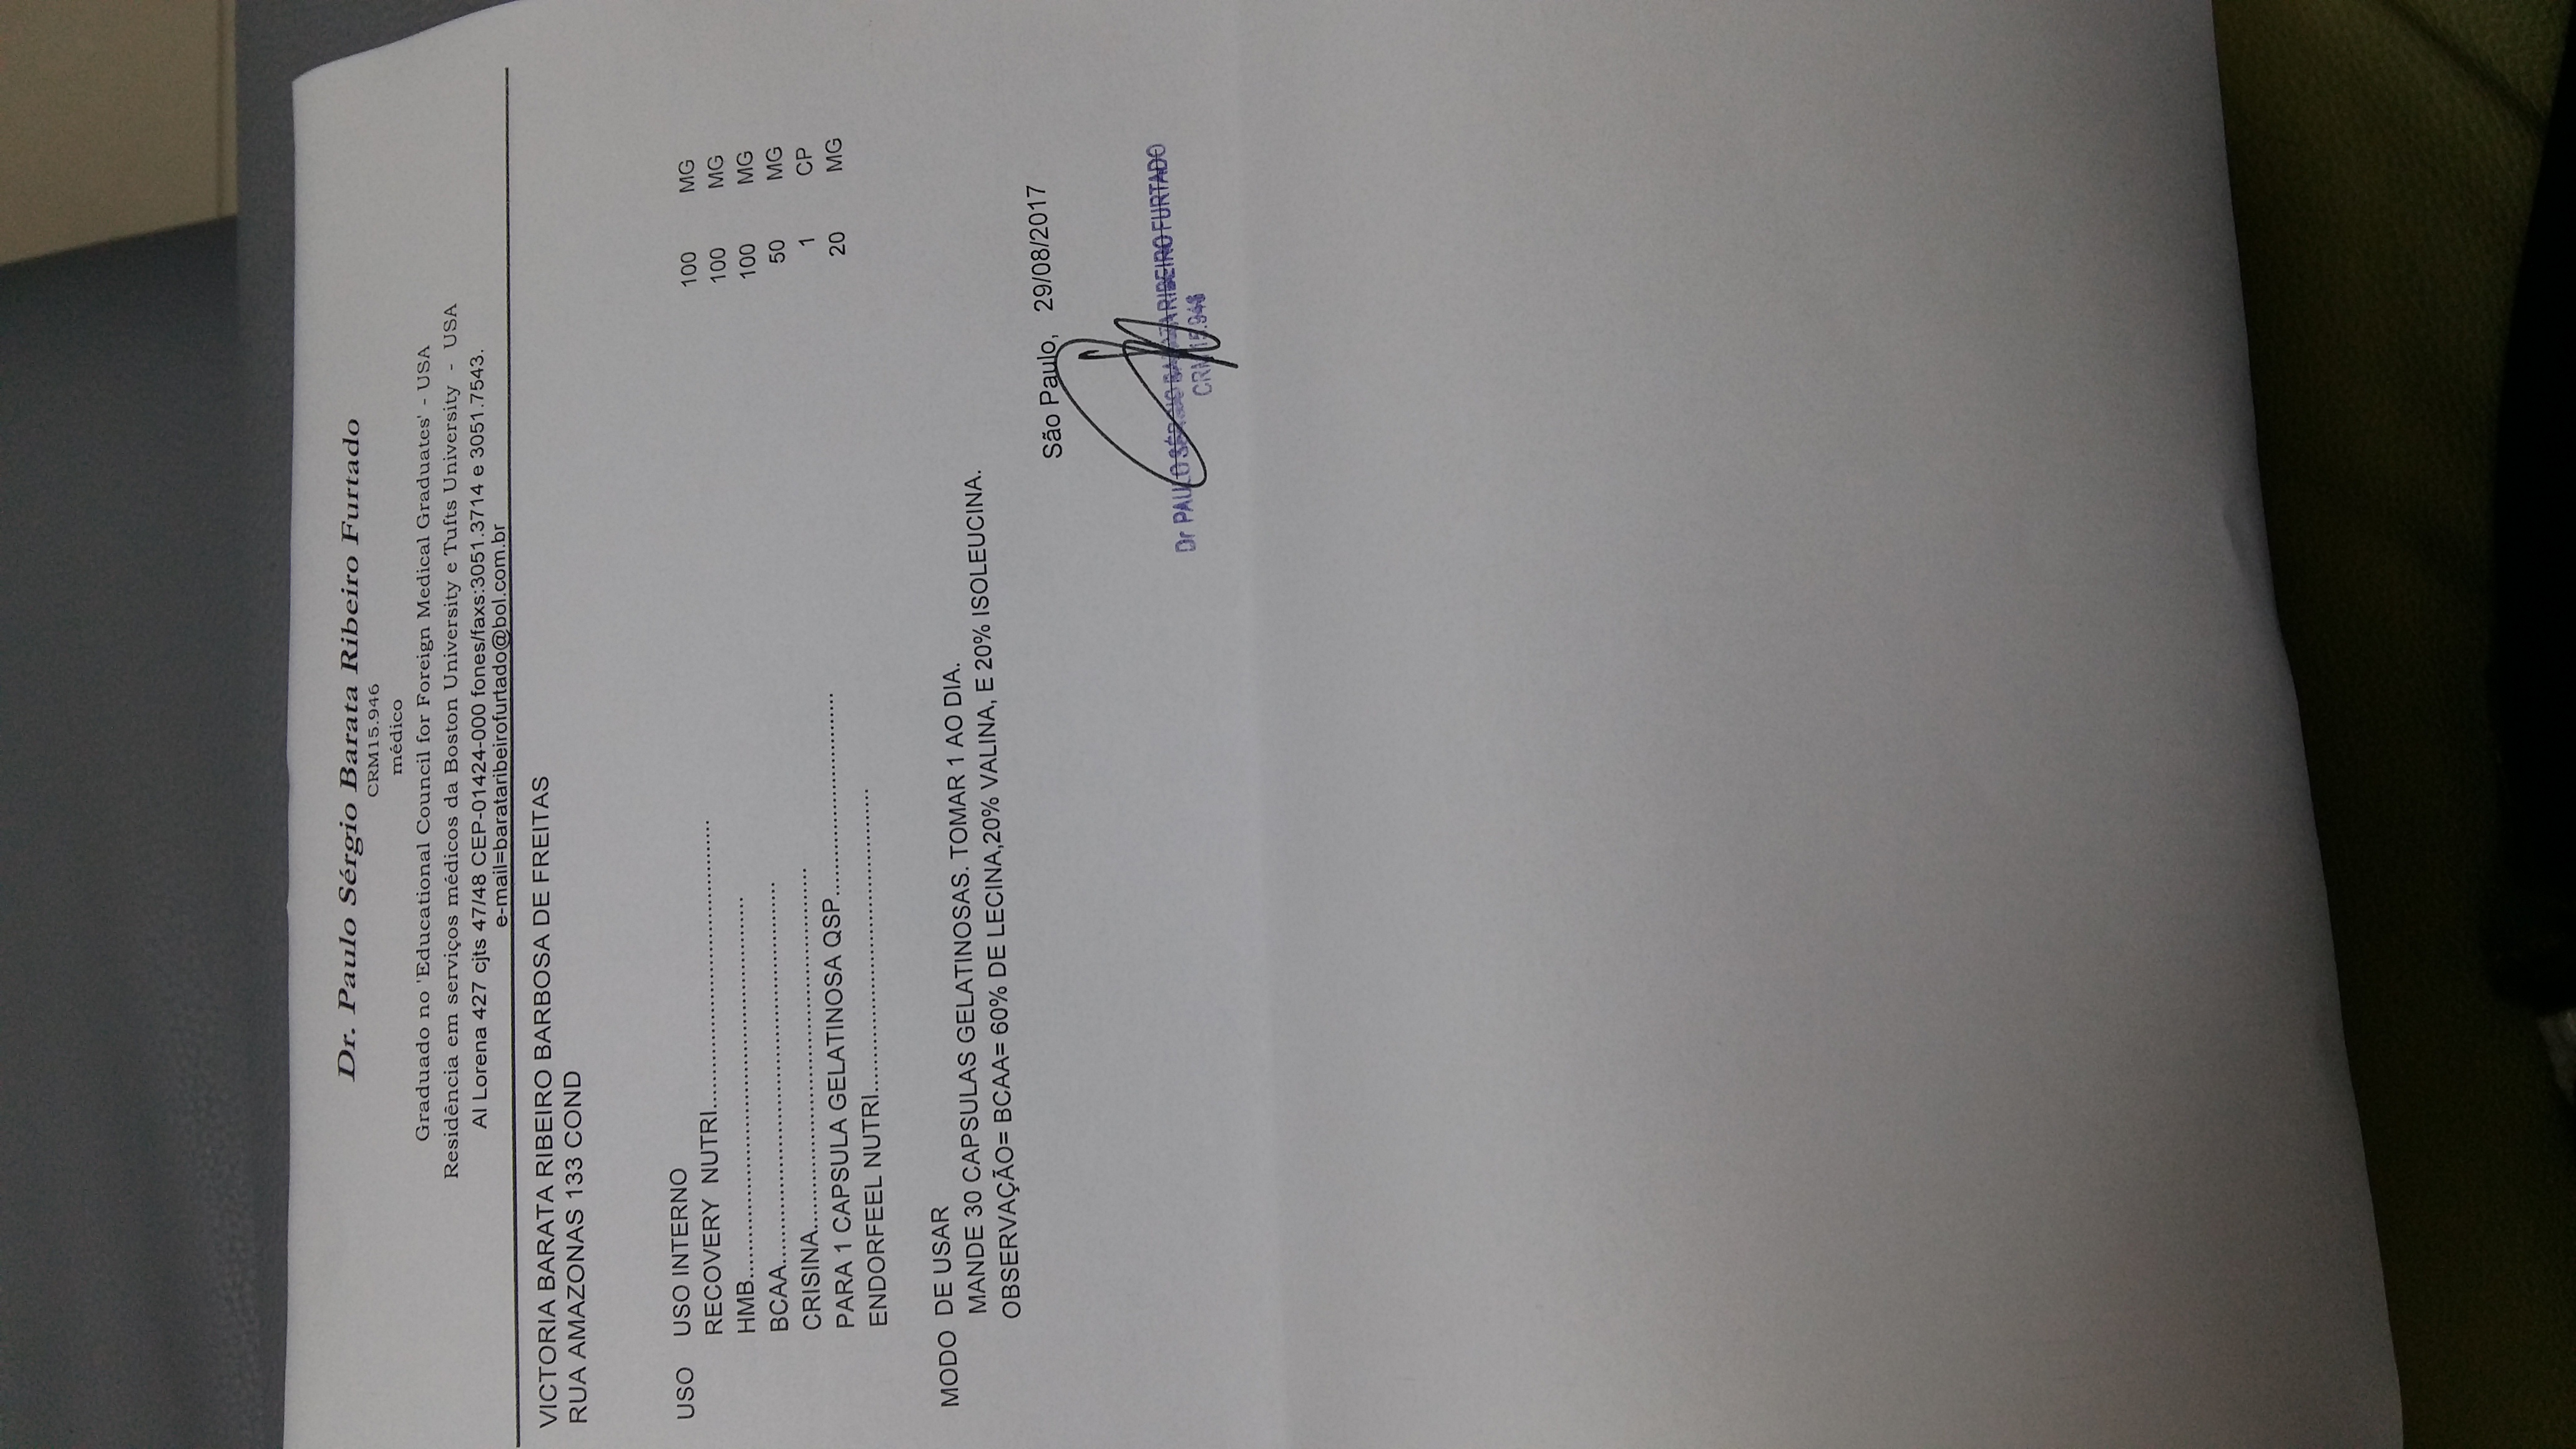 Dr. Paulo Sérgio Barata Ribeiro Furtado
CRM15.946
médico
Graduado no 'Educational Council for Foreign Medical Graduates' - USA
Residência em serviços médicos da Boston University e Tufts University - USA
Al Lorena 427 cjts 47/48 CEP-01424-000 fones/faxs:3051.3714 e 3051.7543.
e-mail=barataribeirofurtado@bol.com.br
VICTORIA BARATA RIBEIRO BARBOSA DE FREITAS
RUA AMAZONAS 133 COND
USO USO INTERNO
RECOVERY NUTRI............................................. 100 MG
HMB............................................................ 100 MG
BCAA........................................................... 100 MG
CRISINA........................................................ 50 MG
PARA 1 CAPSULA GELATINOSA QSP................................ 1 CP
ENDORFEEL NUTRI............................................... 20 MG
MODO DE USAR
MANDE 30 CAPSULAS GELATINOSAS. TOMAR 1 AO DIA.
OBSERVAÇÃO= BCAA= 60% DE LECINA,20% VALINA, E 20% ISOLEUCINA.
São Paulo, 29/08/2017
Dr PAULO SÉRGIO RIBEIRO FURTADO
CRM 15.946